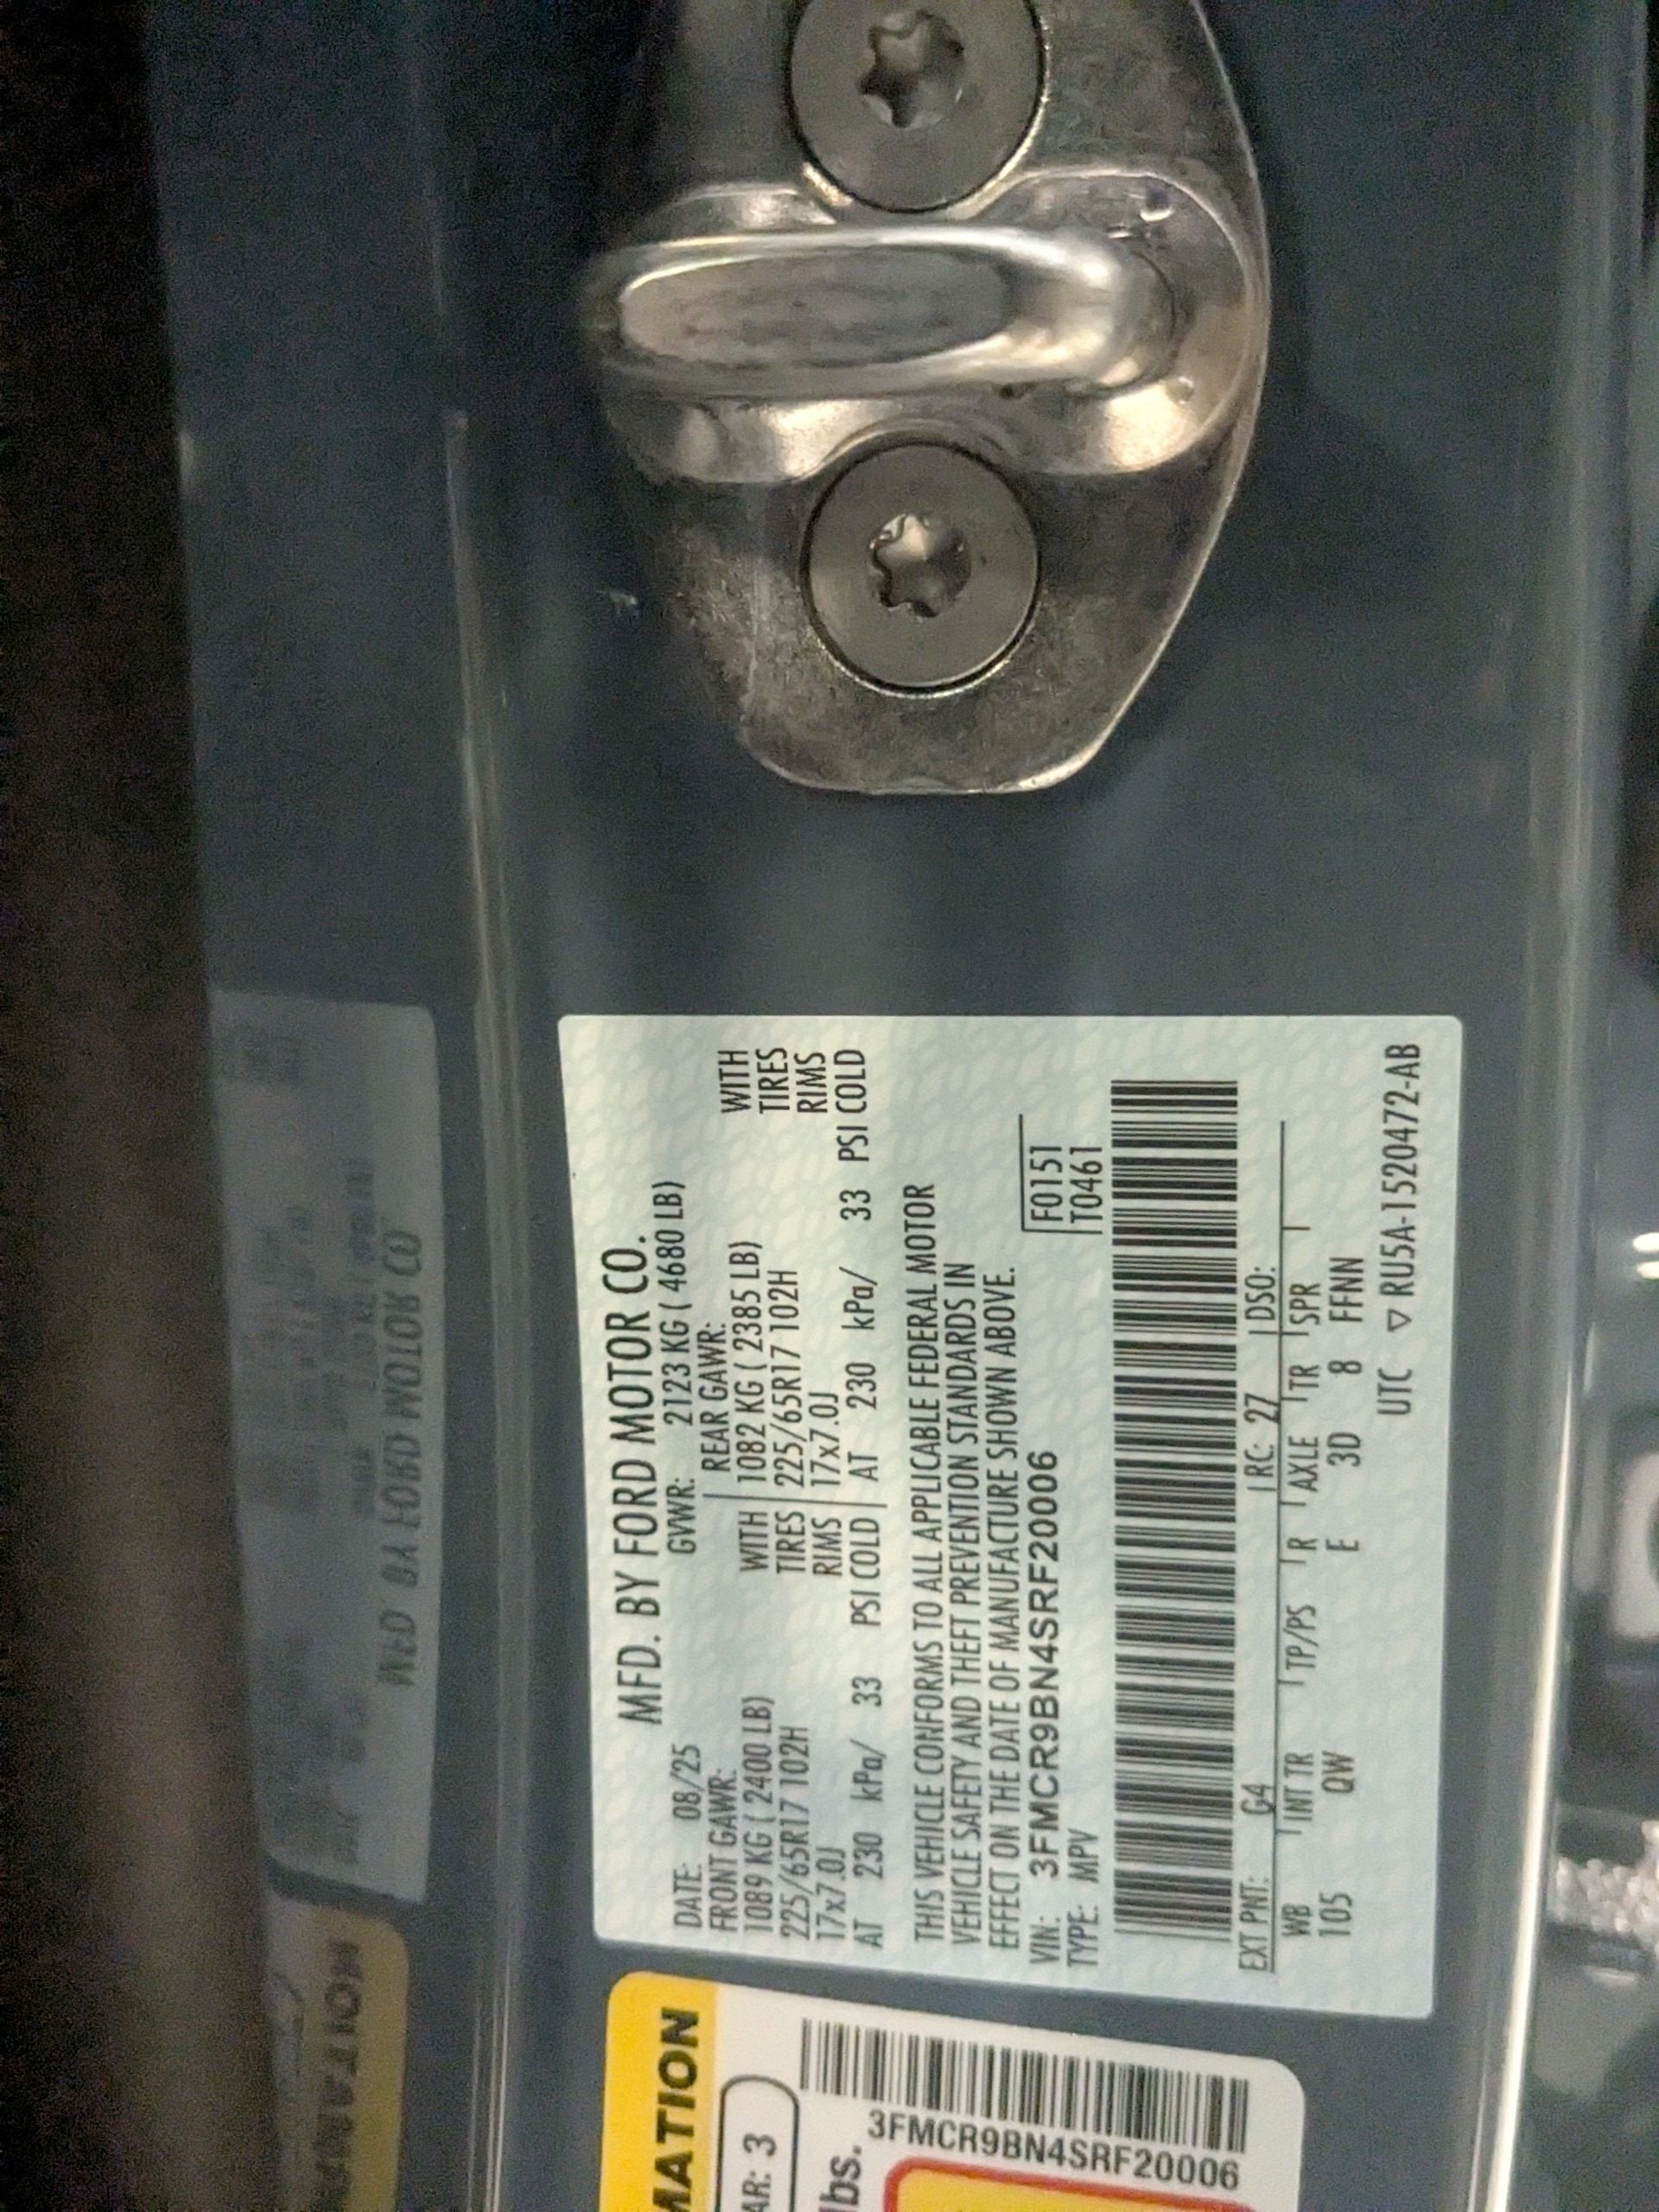 MFD. BY FORD MOTOR CO.
DATE: 08/25 GVWR: 2123 KG ( 4680 LB)
FRONT GAWR: REAR GAWR:
1089 KG ( 2400 LB) WITH 1082 KG ( 2385 LB) WITH
225/65R17 102H TIRES 225/65R17 102H TIRES
17x7.0J RIMS 17x7.0J RIMS
AT 230 kPa/ 33 PSI COLD AT 230 kPa/ 33 PSI COLD
THIS VEHICLE CONFORMS TO ALL APPLICABLE FEDERAL MOTOR
VEHICLE SAFETY AND THEFT PREVENTION STANDARDS IN
EFFECT ON THE DATE OF MANUFACTURE SHOWN ABOVE.
VIN: 3FMCR9BN4SRF20006 F0151
TYPE: MPV T0461
EXT PNT: G4 RC: 27 DSO:
WB INT TR TP/PS R AXLE TR SPR
105 QW E 3D 8 FFNN
UTC ▽ RU5A-1520472-AB
MATION
AR: 3
lbs.
3FMCR9BN4SRF20006
MFD. BY FORD MOTOR CO.